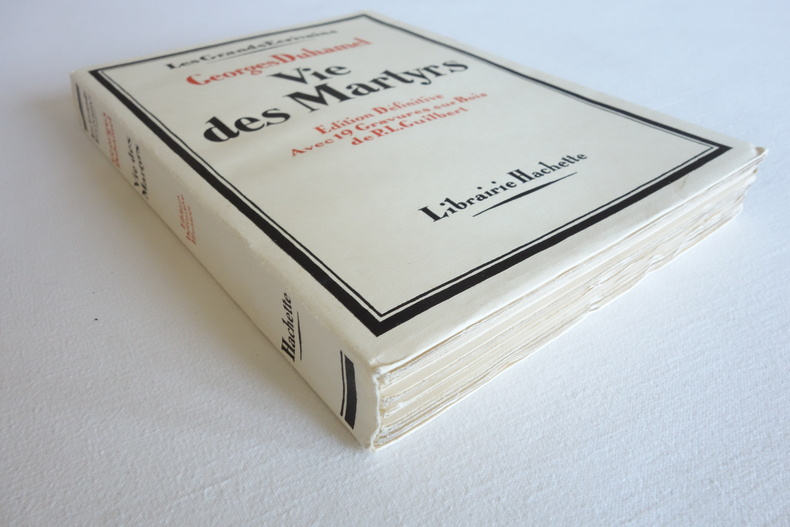 Les Grands Ecrivains
Georges Duhamel
Vie
des Martyrs
Edition Définitive
Avec 19 Gravures sur Bois
de P.L. Guilbert
Librairie Hachette
Vie des
Martyrs
Hachette